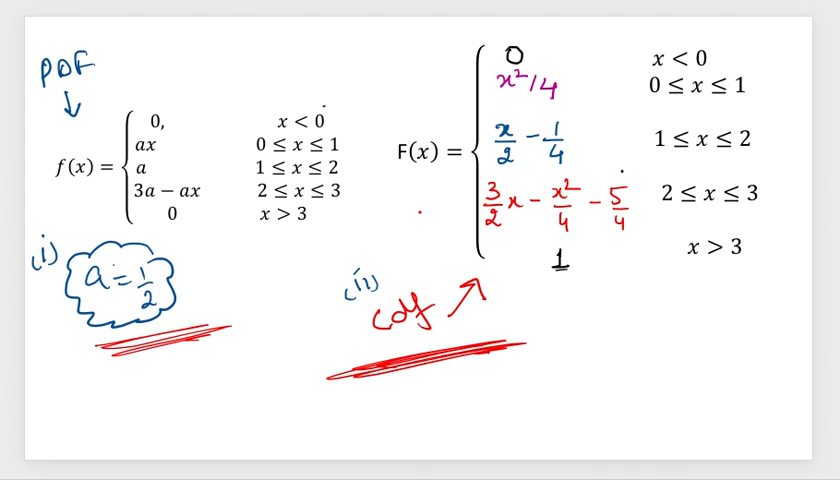 PDF
↓
f(x) = { 0, x < 0
ax 0 ≤ x ≤ 1
a 1 ≤ x ≤ 2
3a − ax 2 ≤ x ≤ 3
0 x > 3
(i) a = 1/2
F(x) = { 0 x < 0
x²/4 0 ≤ x ≤ 1
x/2 − 1/4 1 ≤ x ≤ 2
3/2 x − x²/4 − 5/4 2 ≤ x ≤ 3
1 x > 3
(ii) cdf ↗